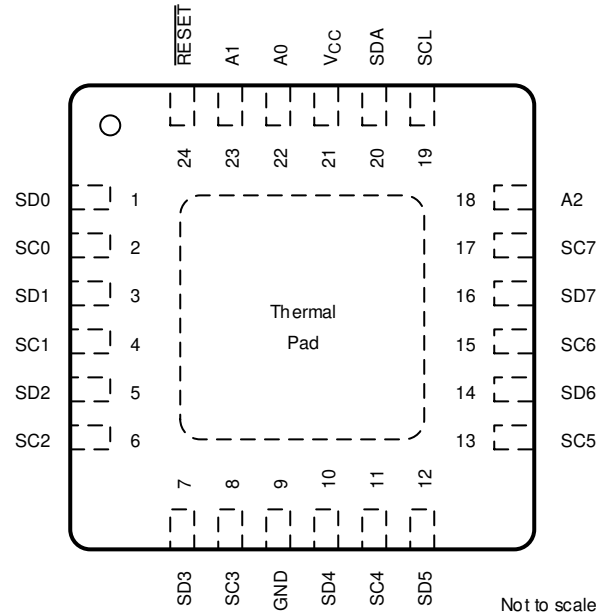 RESET A1 A0 VCC SDA SCL
24 23 22 21 20 19
SD0 1 18 A2
SC0 2 17 SC7
SD1 3 16 SD7
SC1 4 15 SC6
SD2 5 14 SD6
SC2 6 13 SC5
Thermal
Pad
7 8 9 10 11 12
SD3 SC3 GND SD4 SC4 SD5
Not to scale